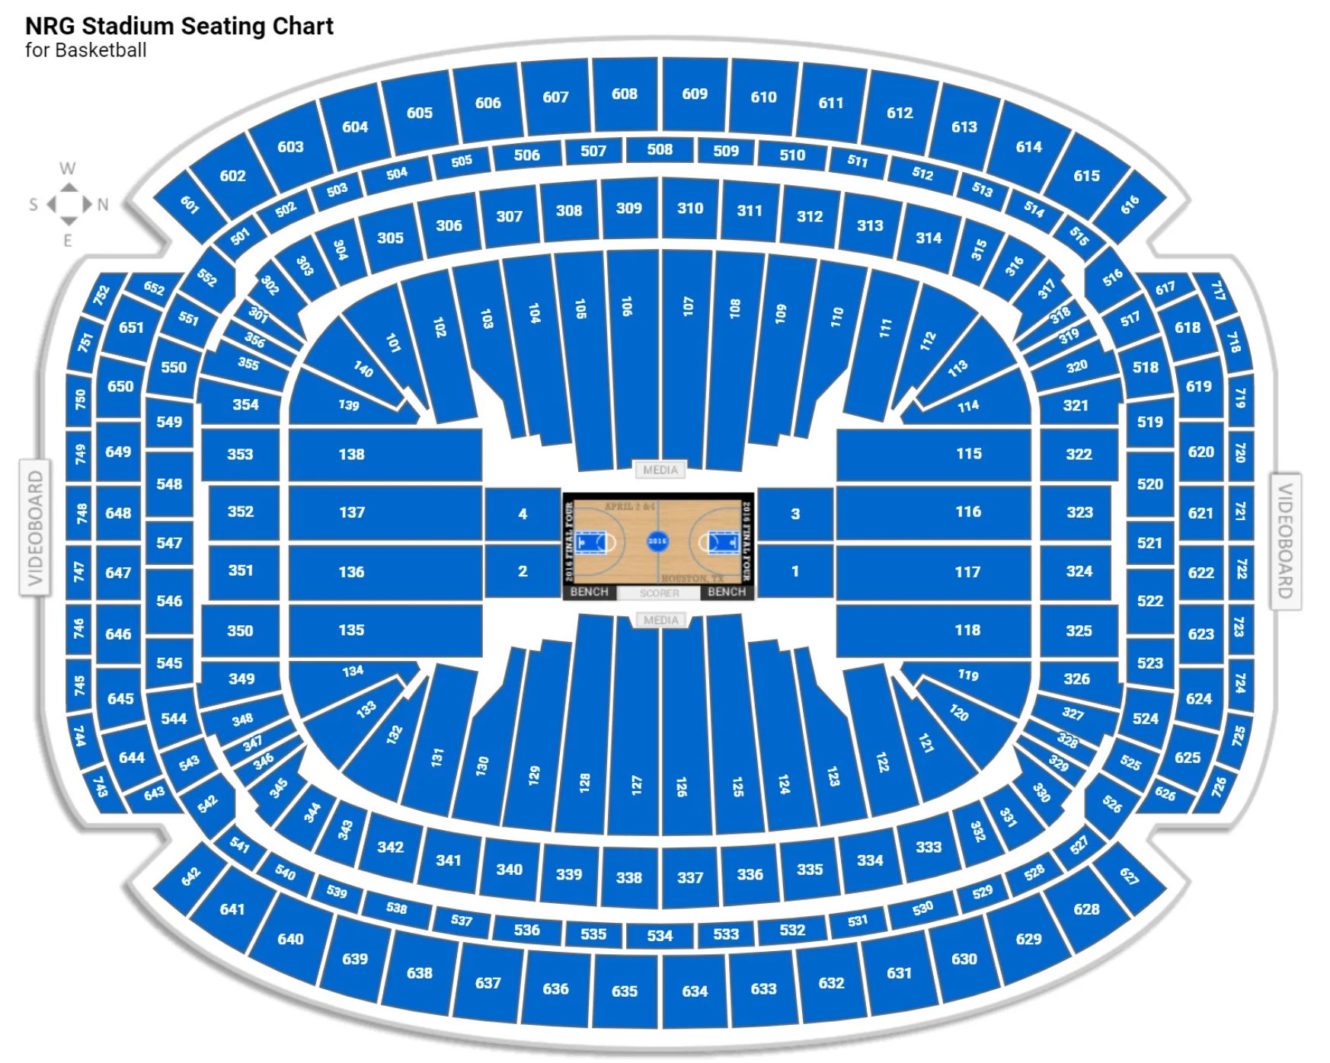 NRG Stadium Seating Chart
for Basketball
W
S N
E
601 602 603 604 605 606 607 608 609 610 611 612 613 614 615 616
501 502 503 504 505 506 507 508 509 510 511 512 513 514 515
301 302 303 304 305 306 307 308 309 310 311 312 313 314 315 316 317 318 319
101 102 103 104 105 106 107 108 109 110 111 112 113
752 652 552 516 617 717
751 651 551 356 517 618 718
550 355 140 320 518
750 650 354 139 114 321 619 719
549 519
749 649 353 138 MEDIA 115 322 620 720
548 520
748 648 352 137 4 3 116 323 621 721
547 521
747 647 351 136 2 1 117 324 622 722
546 522
746 646 350 135 MEDIA 118 325 623 723
545 523
745 645 349 134 119 326 624 724
544 348 133 120 327 524
744 644 543 347 328 525 625 725
743 643 542 346 329 526 626 726
VIDEOBOARD
VIDEOBOARD
APRIL 2 & 4
2016 FINAL FOUR
2016 FINAL FOUR
2016
HOUSTON, TX
BENCH SCORER BENCH
132 131 130 129 128 127 126 125 124 123 122 121
345 344 343 342 341 340 339 338 337 336 335 334 333 332 331 330
541 540 539 538 537 536 535 534 533 532 531 530 529 528 527
642 641 640 639 638 637 636 635 634 633 632 631 630 629 628 627